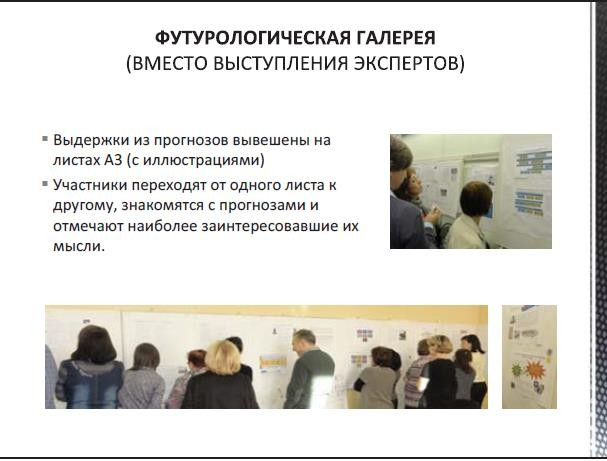 ФУТУРОЛОГИЧЕСКАЯ ГАЛЕРЕЯ
(ВМЕСТО ВЫСТУПЛЕНИЯ ЭКСПЕРТОВ)
Выдержки из прогнозов вывешены на
листах А3 (с иллюстрациями)
Участники переходят от одного листа к
другому, знакомятся с прогнозами и
отмечают наиболее заинтересовавшие их
мысли.